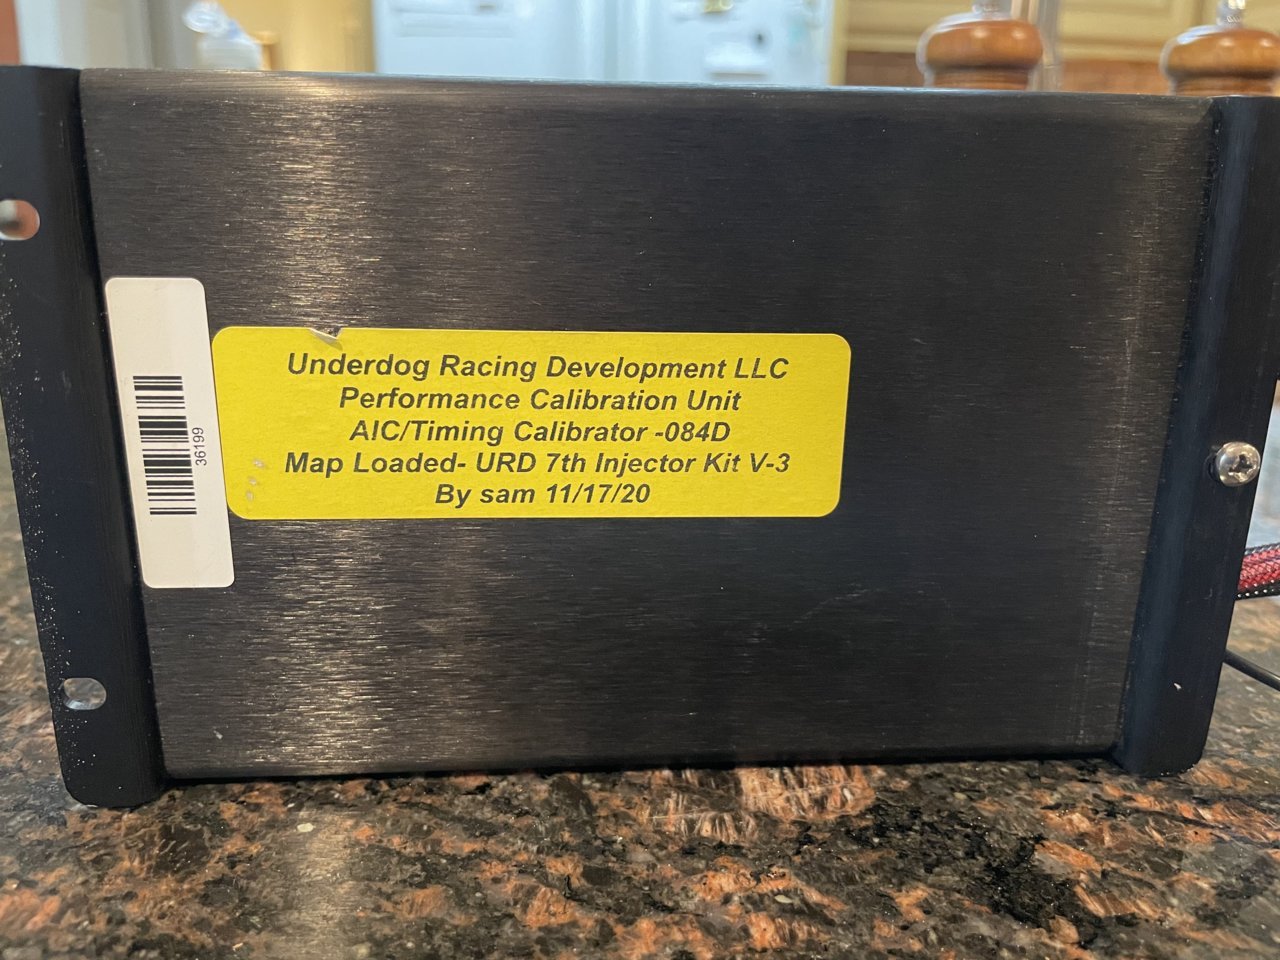 Underdog Racing Development LLC
Performance Calibration Unit
AIC/Timing Calibrator -084D
Map Loaded- URD 7th Injector Kit V-3
By sam 11/17/20
36199